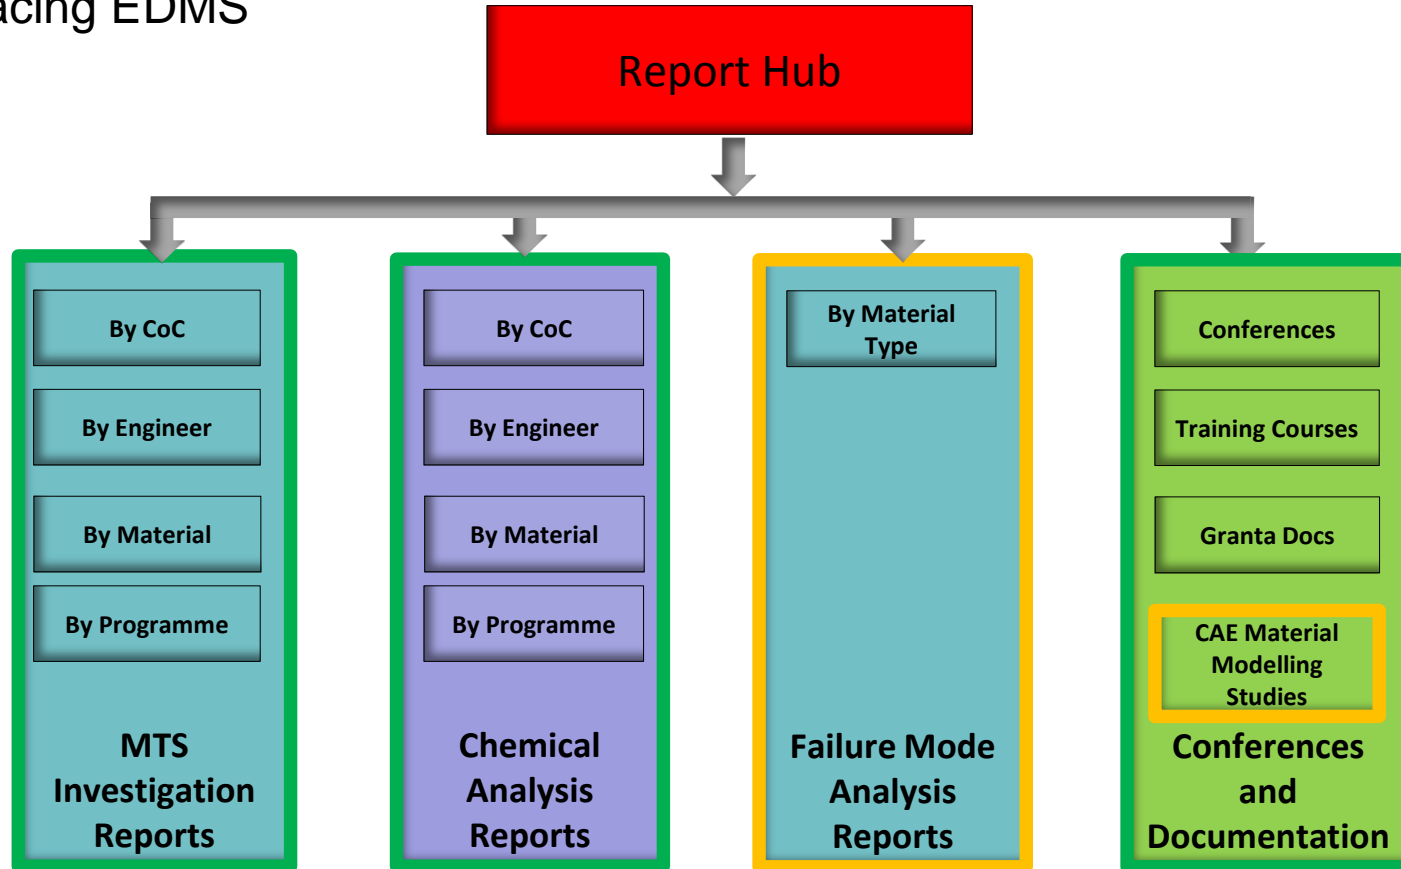 EDMS
Report Hub
By CoC
By Engineer
By Material
By Programme
MTS
Investigation
Reports
By CoC
By Engineer
By Material
By Programme
Chemical
Analysis
Reports
By Material
Type
Failure Mode
Analysis
Reports
Conferences
Training Courses
Granta Docs
CAE Material
Modelling
Studies
Conferences
and
Documentation